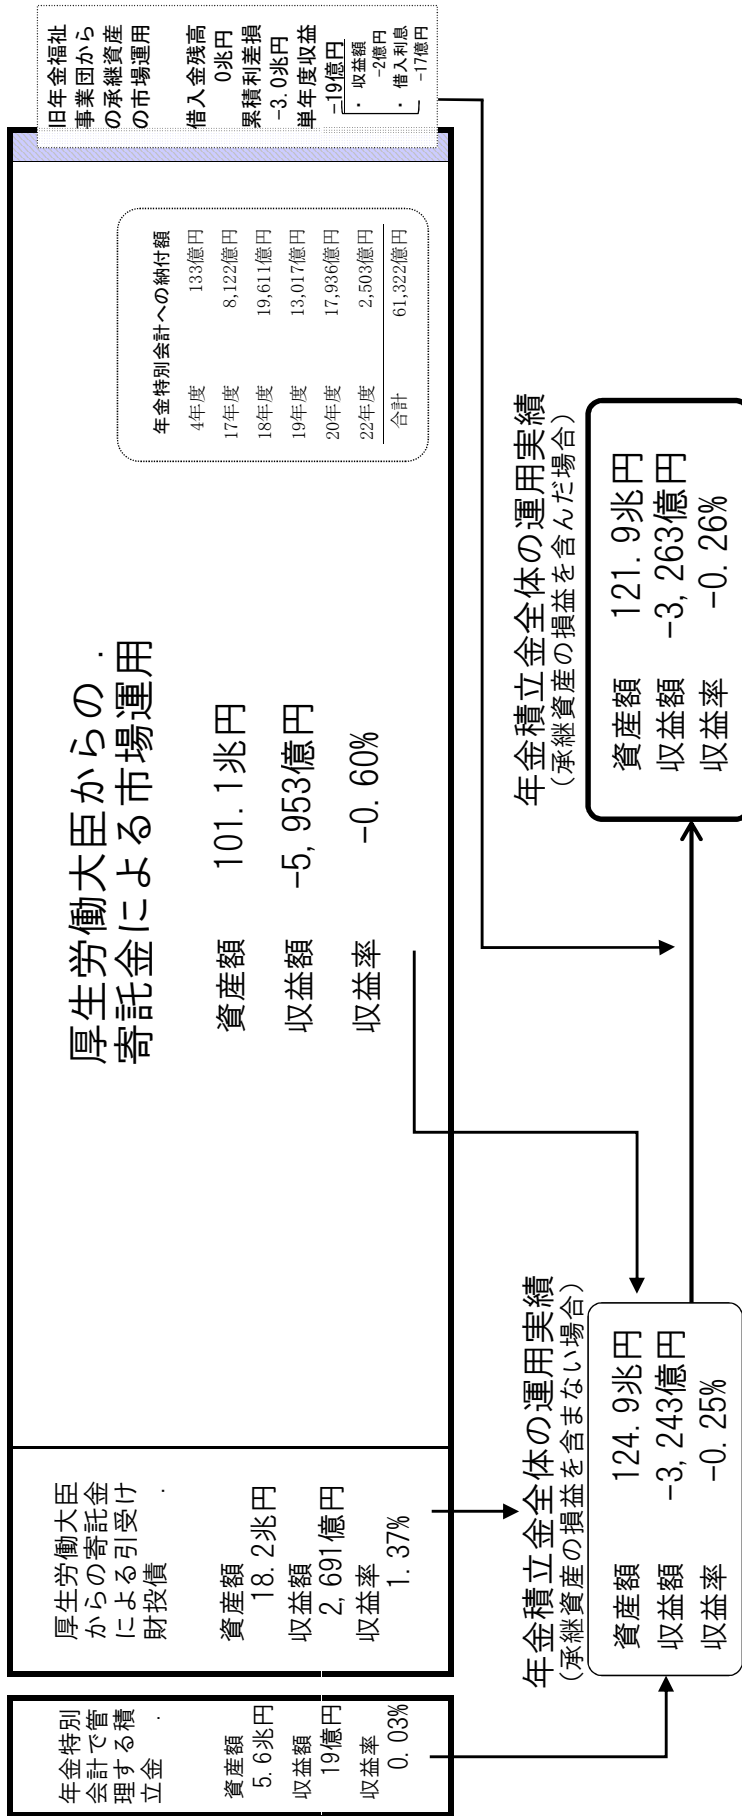 年金特別
会計で管
理する積
立金 .
資産額
5.6兆円
収益額
19億円
収益率
0.03%
厚生労働大臣
からの寄託金
による引受け
財投債 .
資産額
18.2兆円
収益額
2,691億円
収益率
1.37%
厚生労働大臣からの .
寄託金による市場運用
資産額 101.1兆円
収益額 -5,953億円
収益率 -0.60%
年金特別会計への納付額
4年度 133億円
17年度 8,122億円
18年度 19,611億円
19年度 13,017億円
20年度 17,936億円
22年度 2,503億円
合計 61,322億円
旧年金福祉
事業団から
の承継資産
の市場運用
借入金残高
0兆円
累積利差損
-3.0兆円
単年度収益
-19億円
・ 収益額
-2億円
・ 借入利息
-17億円
年金積立金全体の運用実績
(承継資産の損益を含まない場合)
資産額 124.9兆円
収益額 -3,243億円
収益率 -0.25%
年金積立金全体の運用実績
(承継資産の損益を含んだ場合)
資産額 121.9兆円
収益額 -3,263億円
収益率 -0.26%